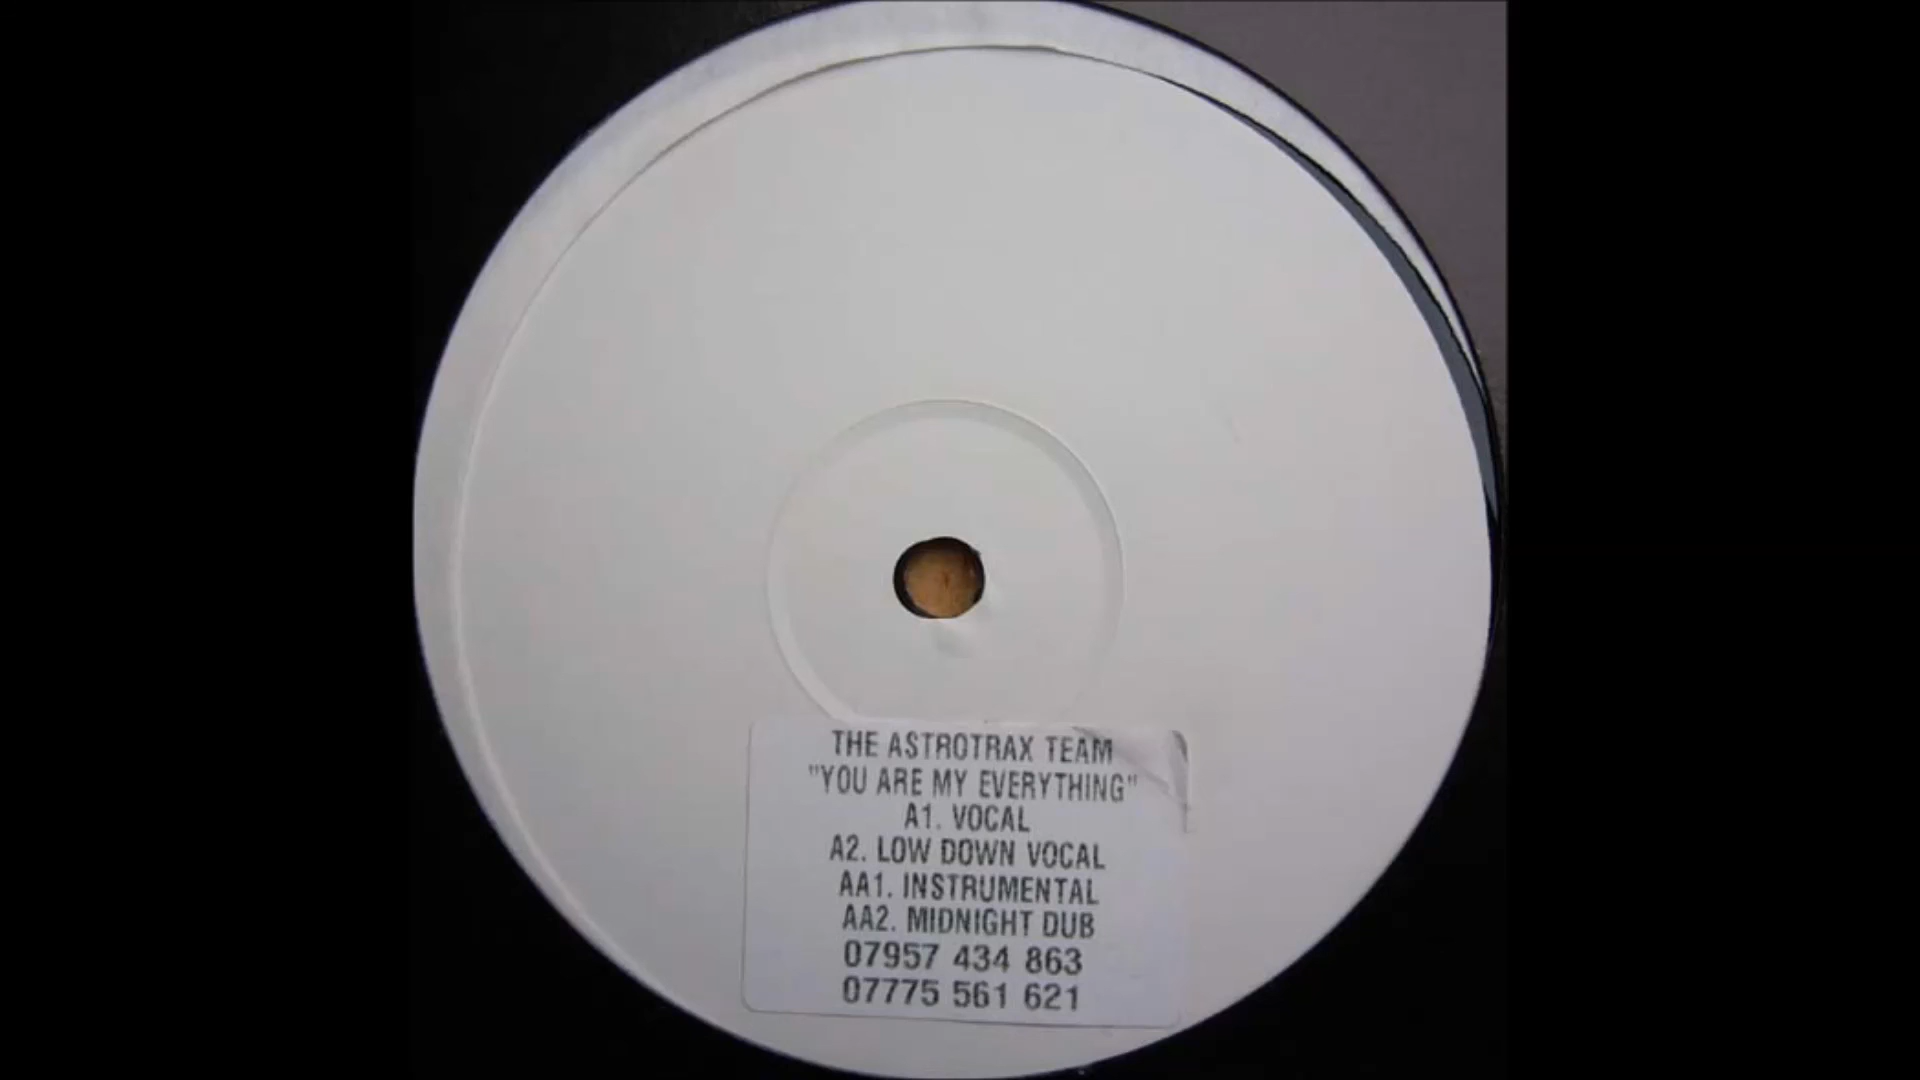 THE ASTROTRAX TEAM
"YOU ARE MY EVERYTHING"
A1. VOCAL
A2. LOW DOWN VOCAL
AA1. INSTRUMENTAL
AA2. MIDNIGHT DUB
07957 434 863
07775 561 621